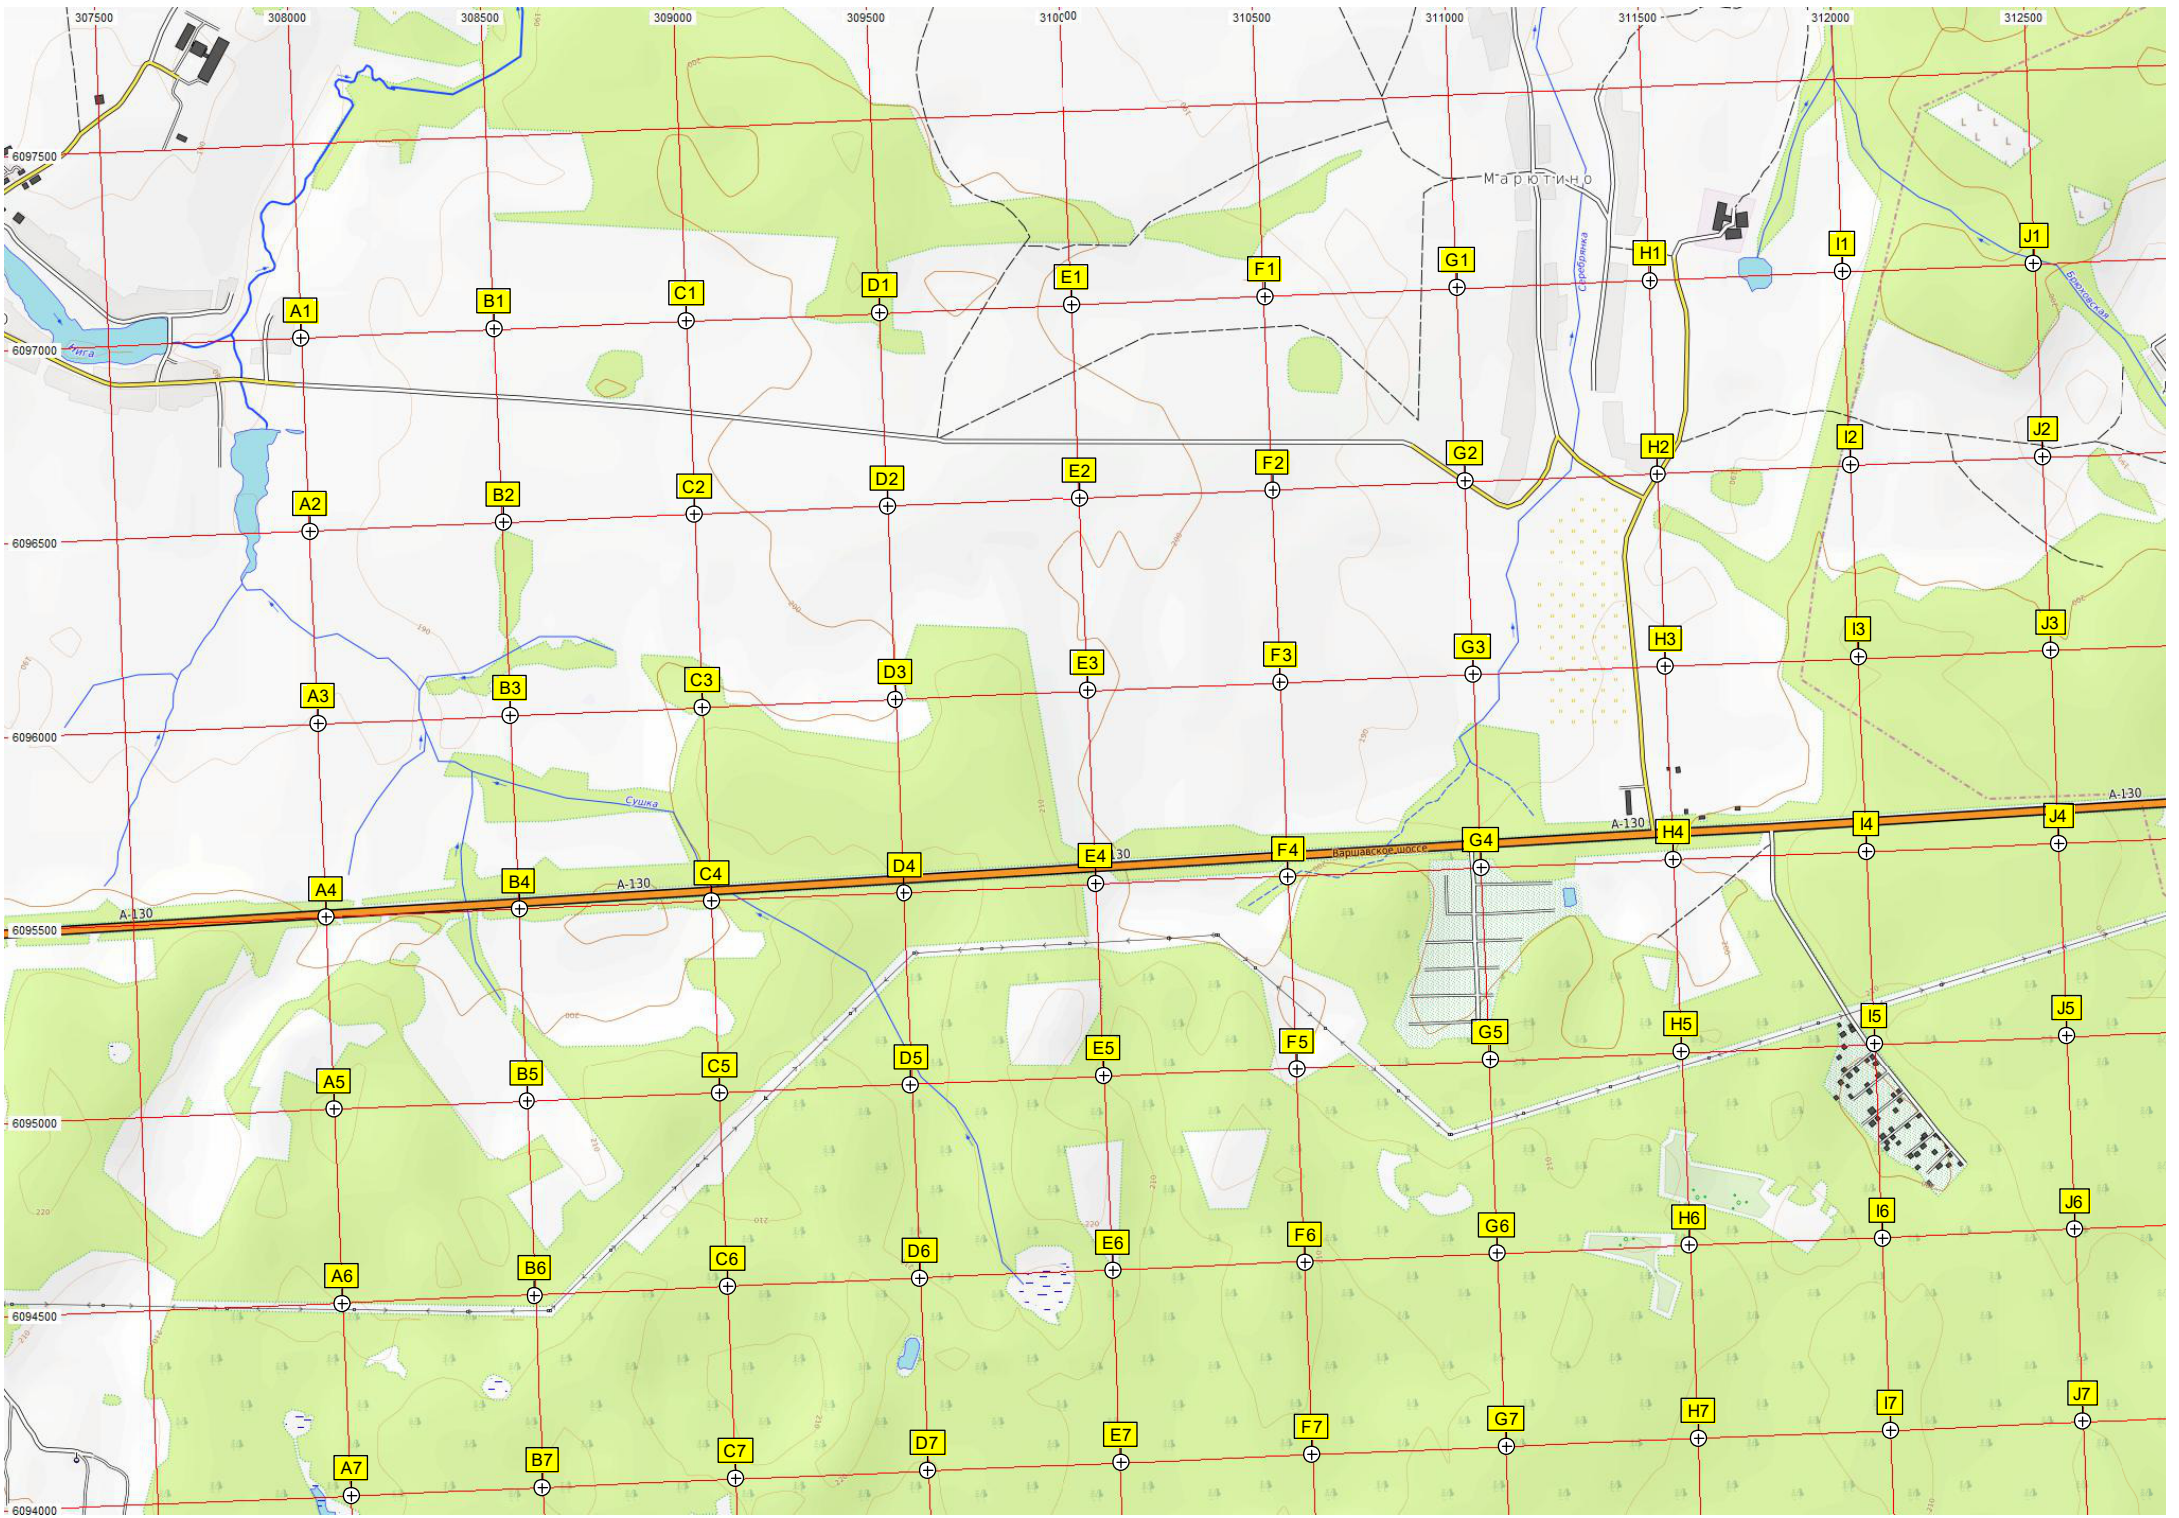 307500 308000 308500 309000 309500 310000 310500 311000 311500 312000 312500
6097500
Марютино
Серебрянка
Брюховская
A1 B1 C1 D1 E1 F1 G1 H1 I1 J1
Нига
6097000
A2 B2 C2 D2 E2 F2 G2 H2 I2 J2
6096500
A3 B3 C3 D3 E3 F3 G3 H3 I3 J3
6096000
Сушка
А-130
А-130
Варшавское шоссе
A4 B4 C4 D4 E4 F4 G4 H4 I4 J4
130
А-130
А-130
6095500
A5 B5 C5 D5 E5 F5 G5 H5 I5 J5
6095000
A6 B6 C6 D6 E6 F6 G6 H6 I6 J6
6094500
A7 B7 C7 D7 E7 F7 G7 H7 I7 J7
6094000